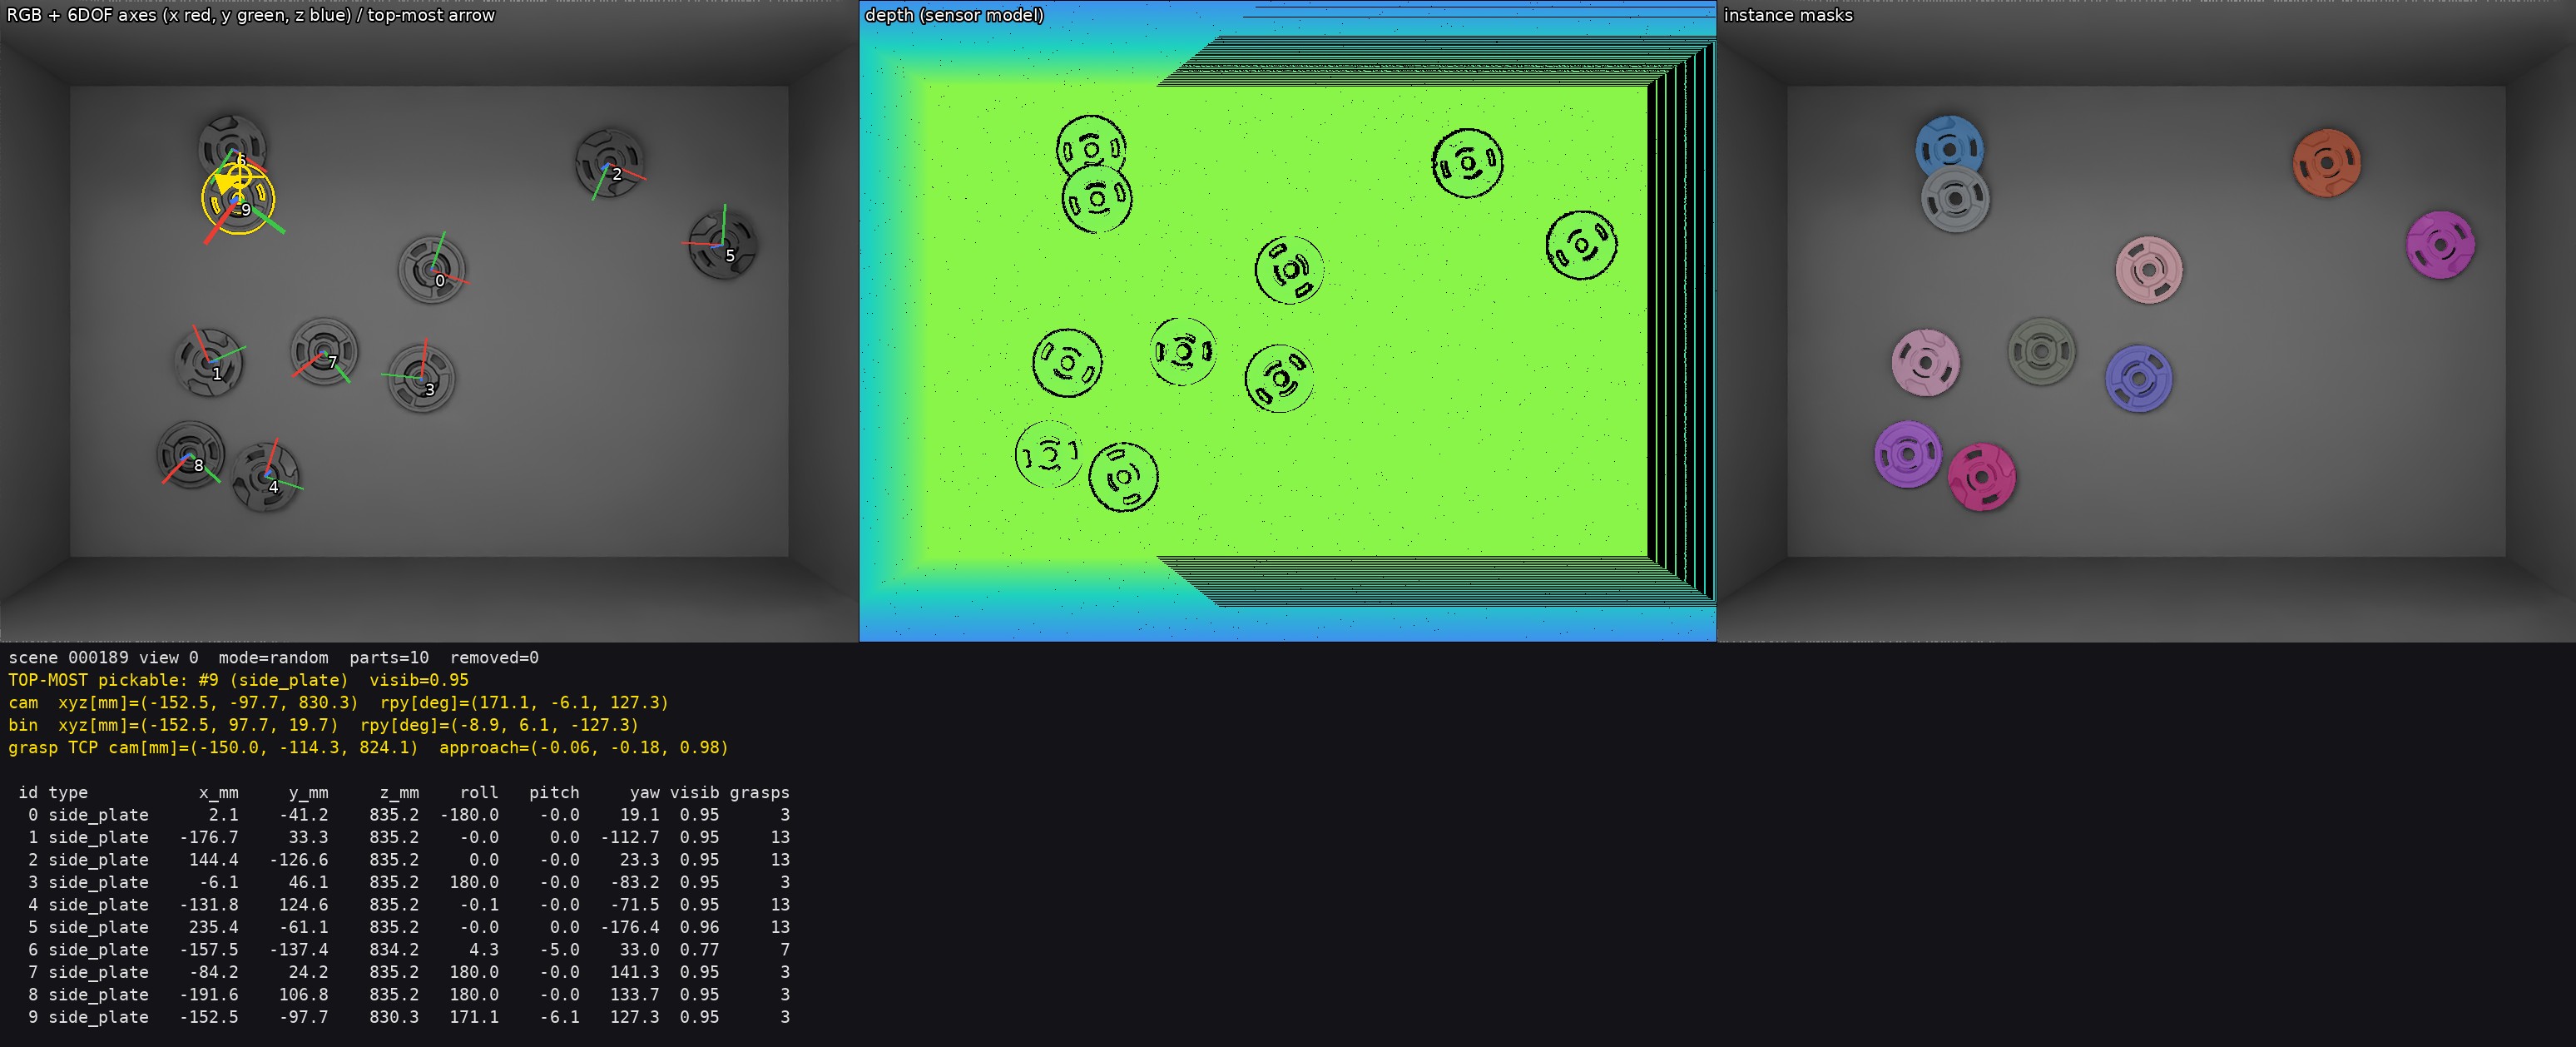 RGB + 6DOF axes (x red, y green, z blue) / top-most arrow
depth (sensor model)
instance masks
6
9
2
5
0
1
7
3
8
4
scene 000189 view 0  mode=random  parts=10  removed=0
TOP-MOST pickable: #9 (side_plate)  visib=0.95
cam  xyz[mm]=(-152.5, -97.7, 830.3)  rpy[deg]=(171.1, -6.1, 127.3)
bin  xyz[mm]=(-152.5, 97.7, 19.7)  rpy[deg]=(-8.9, 6.1, -127.3)
grasp TCP cam[mm]=(-150.0, -114.3, 824.1)  approach=(-0.06, -0.18, 0.98)
id type x_mm y_mm z_mm roll pitch yaw visib grasps
0 side_plate 2.1 -41.2 835.2 -180.0 -0.0 19.1 0.95 3
1 side_plate -176.7 33.3 835.2 -0.0 0.0 -112.7 0.95 13
2 side_plate 144.4 -126.6 835.2 0.0 -0.0 23.3 0.95 13
3 side_plate -6.1 46.1 835.2 180.0 -0.0 -83.2 0.95 3
4 side_plate -131.8 124.6 835.2 -0.1 -0.0 -71.5 0.95 13
5 side_plate 235.4 -61.1 835.2 -0.0 0.0 -176.4 0.96 13
6 side_plate -157.5 -137.4 834.2 4.3 -5.0 33.0 0.77 7
7 side_plate -84.2 24.2 835.2 180.0 -0.0 141.3 0.95 3
8 side_plate -191.6 106.8 835.2 180.0 -0.0 133.7 0.95 3
9 side_plate -152.5 -97.7 830.3 171.1 -6.1 127.3 0.95 3